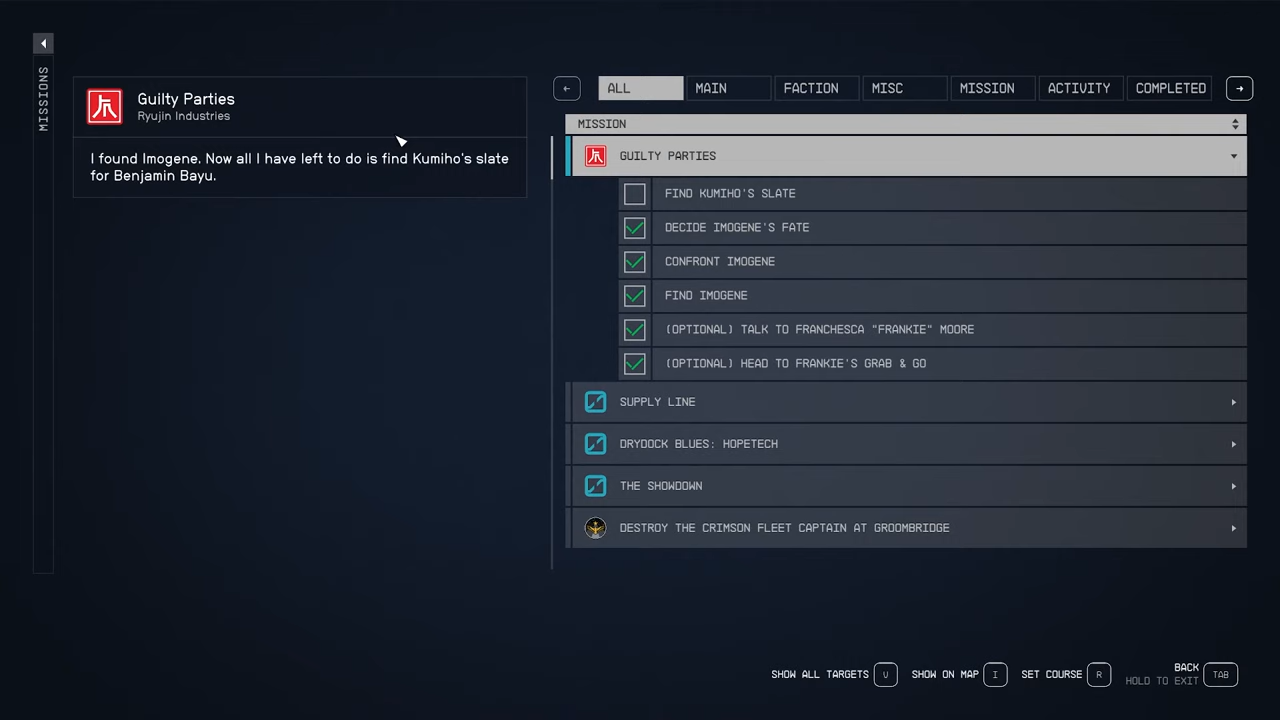 MISSIONS
Guilty Parties
Ryujin Industries
I found Imogene. Now all I have left to do is find Kumiho's slate
for Benjamin Bayu.
ALL MAIN FACTION MISC MISSION ACTIVITY COMPLETED
MISSION
GUILTY PARTIES
FIND KUMIHO'S SLATE
DECIDE IMOGENE'S FATE
CONFRONT IMOGENE
FIND IMOGENE
(OPTIONAL) TALK TO FRANCHESCA "FRANKIE" MOORE
(OPTIONAL) HEAD TO FRANKIE'S GRAB & GO
SUPPLY LINE
DRYDOCK BLUES: HOPETECH
THE SHOWDOWN
DESTROY THE CRIMSON FLEET CAPTAIN AT GROOMBRIDGE
SHOW ALL TARGETS U SHOW ON MAP I SET COURSE R BACK TAB
HOLD TO EXIT